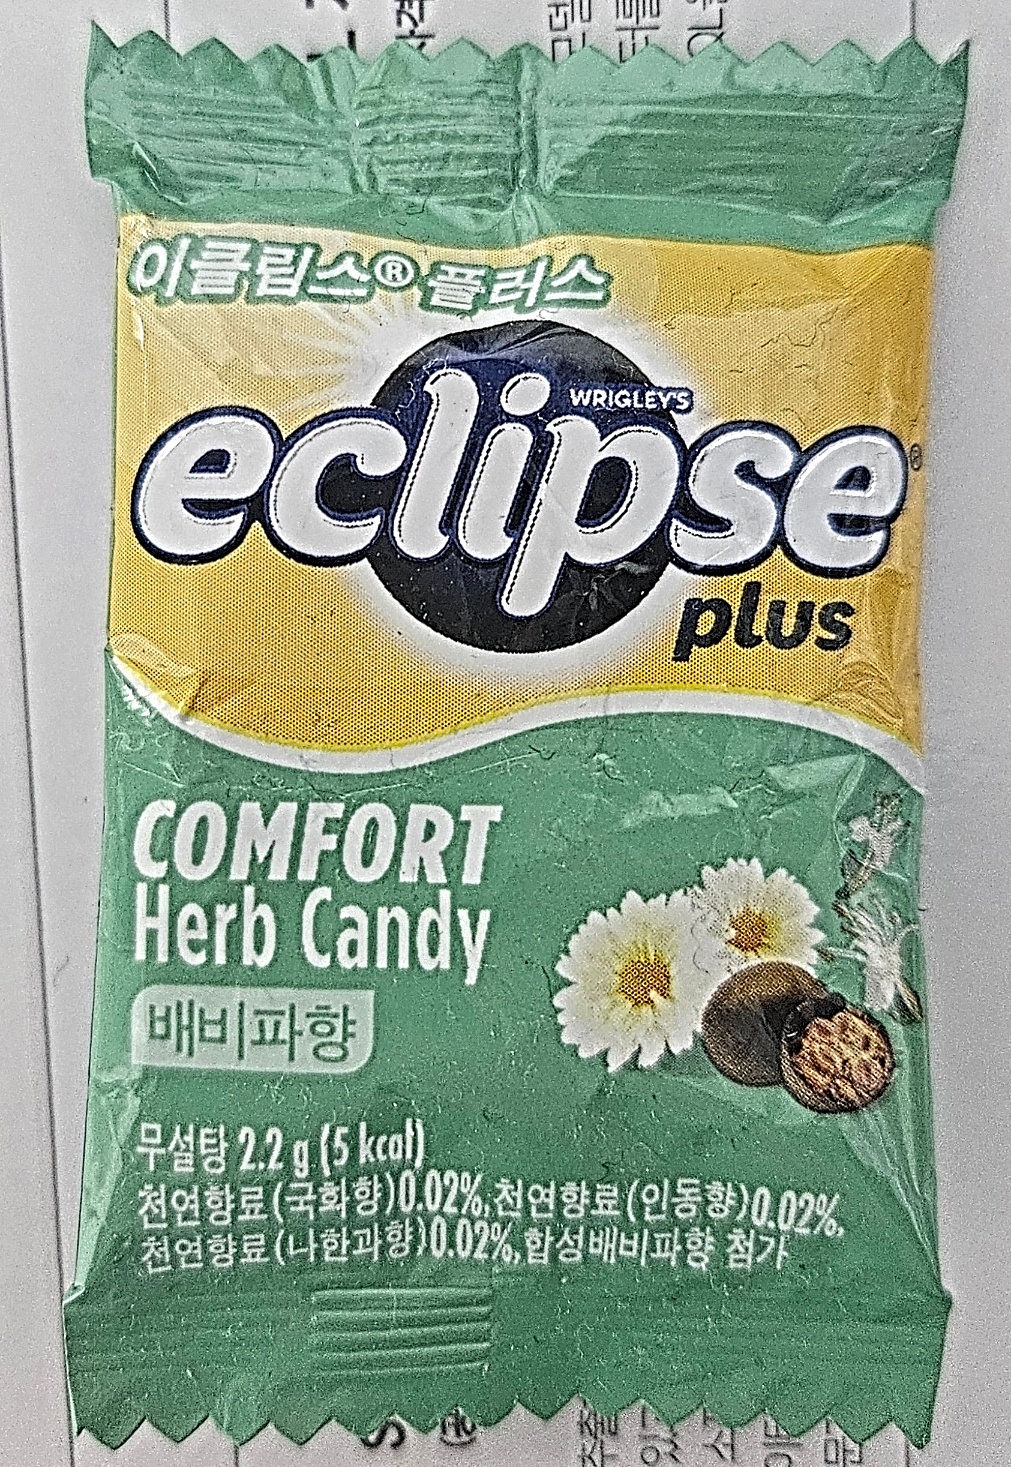 이클립스® 플러스
WRIGLEY'S
eclipse®
plus
COMFORT
Herb Candy
배비파향
무설탕 2.2 g (5 kcal)
천연향료(국화향)0.02%,천연향료(인동향)0.02%,
천연향료(나한과향)0.02%,합성배비파향 첨가